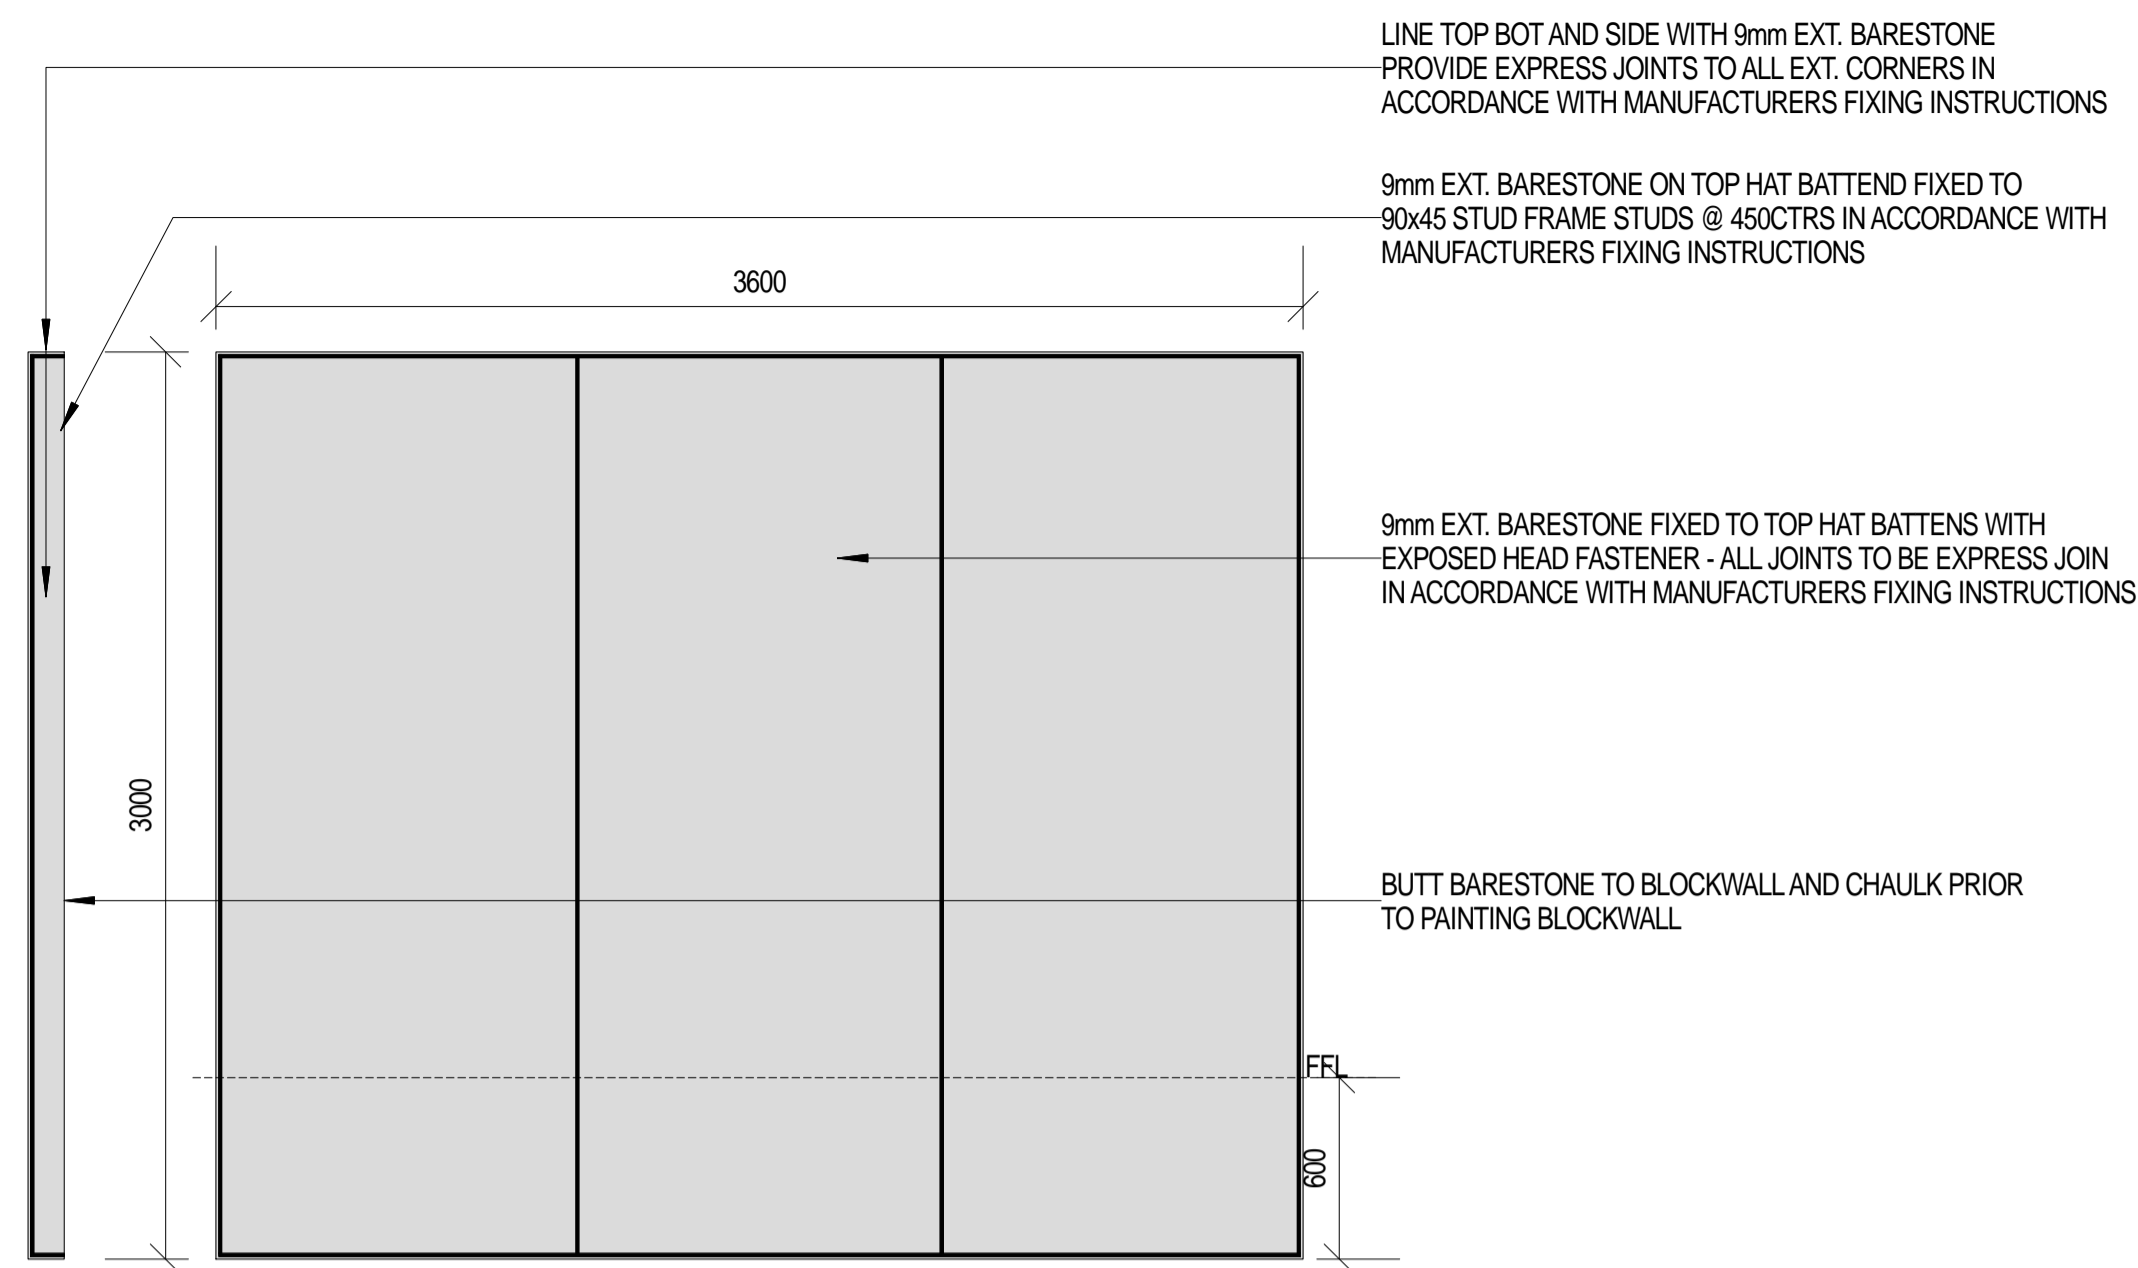 LINE TOP BOT AND SIDE WITH 9mm EXT. BARESTONE
PROVIDE EXPRESS JOINTS TO ALL EXT. CORNERS IN
ACCORDANCE WITH MANUFACTURERS FIXING INSTRUCTIONS
9mm EXT. BARESTONE ON TOP HAT BATTEND FIXED TO
90x45 STUD FRAME STUDS @ 450CTRS IN ACCORDANCE WITH
MANUFACTURERS FIXING INSTRUCTIONS
3600
9mm EXT. BARESTONE FIXED TO TOP HAT BATTENS WITH
EXPOSED HEAD FASTENER - ALL JOINTS TO BE EXPRESS JOIN
IN ACCORDANCE WITH MANUFACTURERS FIXING INSTRUCTIONS
3000
BUTT BARESTONE TO BLOCKWALL AND CHAULK PRIOR
TO PAINTING BLOCKWALL
FFL
600